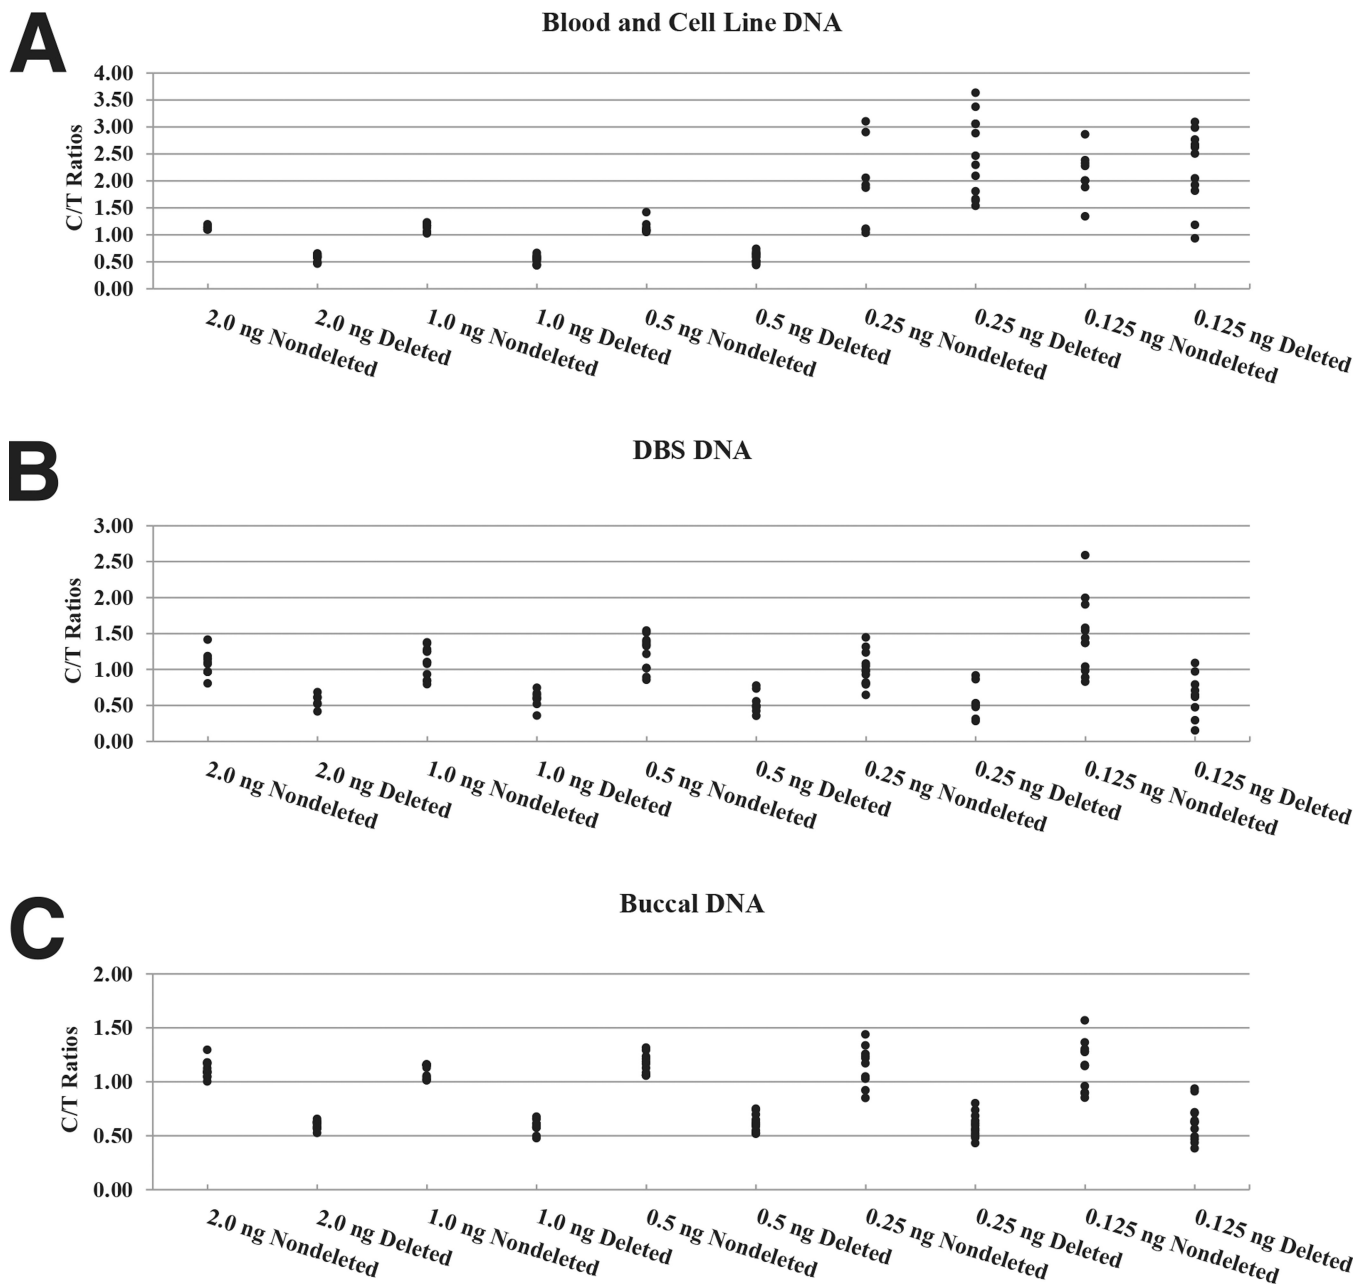 A
Blood and Cell Line DNA
C/T Ratios
4.00
3.50
3.00
2.50
2.00
1.50
1.00
0.50
0.00
2.0 ng Nondeleted
2.0 ng Deleted
1.0 ng Nondeleted
1.0 ng Deleted
0.5 ng Nondeleted
0.5 ng Deleted
0.25 ng Nondeleted
0.25 ng Deleted
0.125 ng Nondeleted
0.125 ng Deleted
B
DBS DNA
C/T Ratios
3.00
2.50
2.00
1.50
1.00
0.50
0.00
2.0 ng Nondeleted
2.0 ng Deleted
1.0 ng Nondeleted
1.0 ng Deleted
0.5 ng Nondeleted
0.5 ng Deleted
0.25 ng Nondeleted
0.25 ng Deleted
0.125 ng Nondeleted
0.125 ng Deleted
C
Buccal DNA
C/T Ratios
2.00
1.50
1.00
0.50
0.00
2.0 ng Nondeleted
2.0 ng Deleted
1.0 ng Nondeleted
1.0 ng Deleted
0.5 ng Nondeleted
0.5 ng Deleted
0.25 ng Nondeleted
0.25 ng Deleted
0.125 ng Nondeleted
0.125 ng Deleted